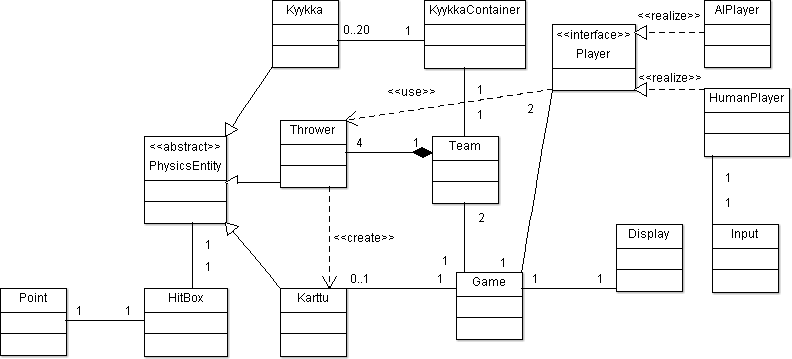 Kyykka
KyykkaContainer
<<realize>>
AIPlayer
0..20
1
<<interface>>
Player
<<realize>>
HumanPlayer
<<use>>
1
2
1
Thrower
<<abstract>>
PhysicsEntity
4
1
Team
1
1
2
<<create>>
1
1
Display
Input
1
1
0..1
1
1
1
Game
Point
1
1
HitBox
Karttu